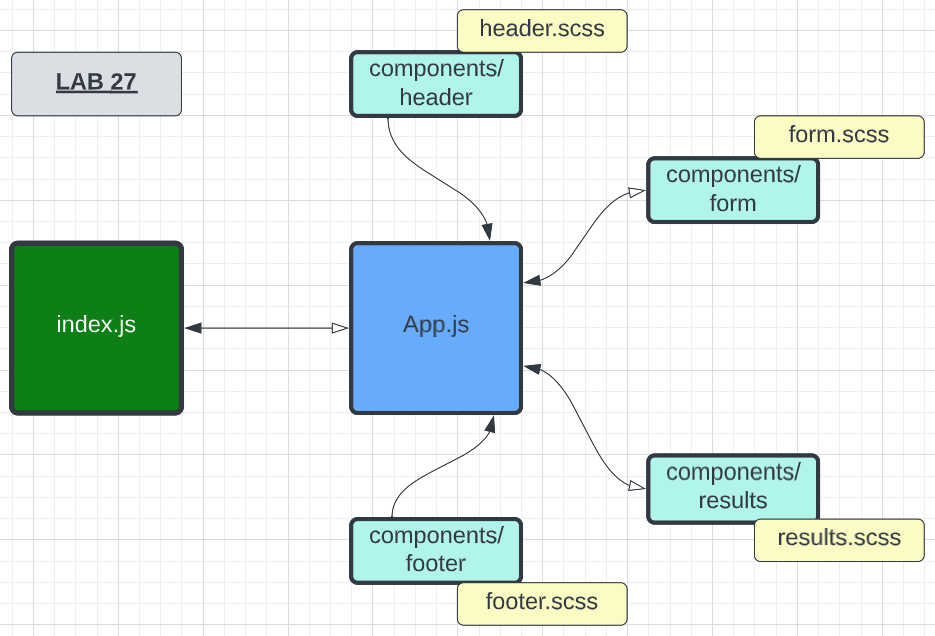 header.scss
LAB 27
components/
header
form.scss
components/
form
index.js
App.js
components/
results
results.scss
components/
footer
footer.scss